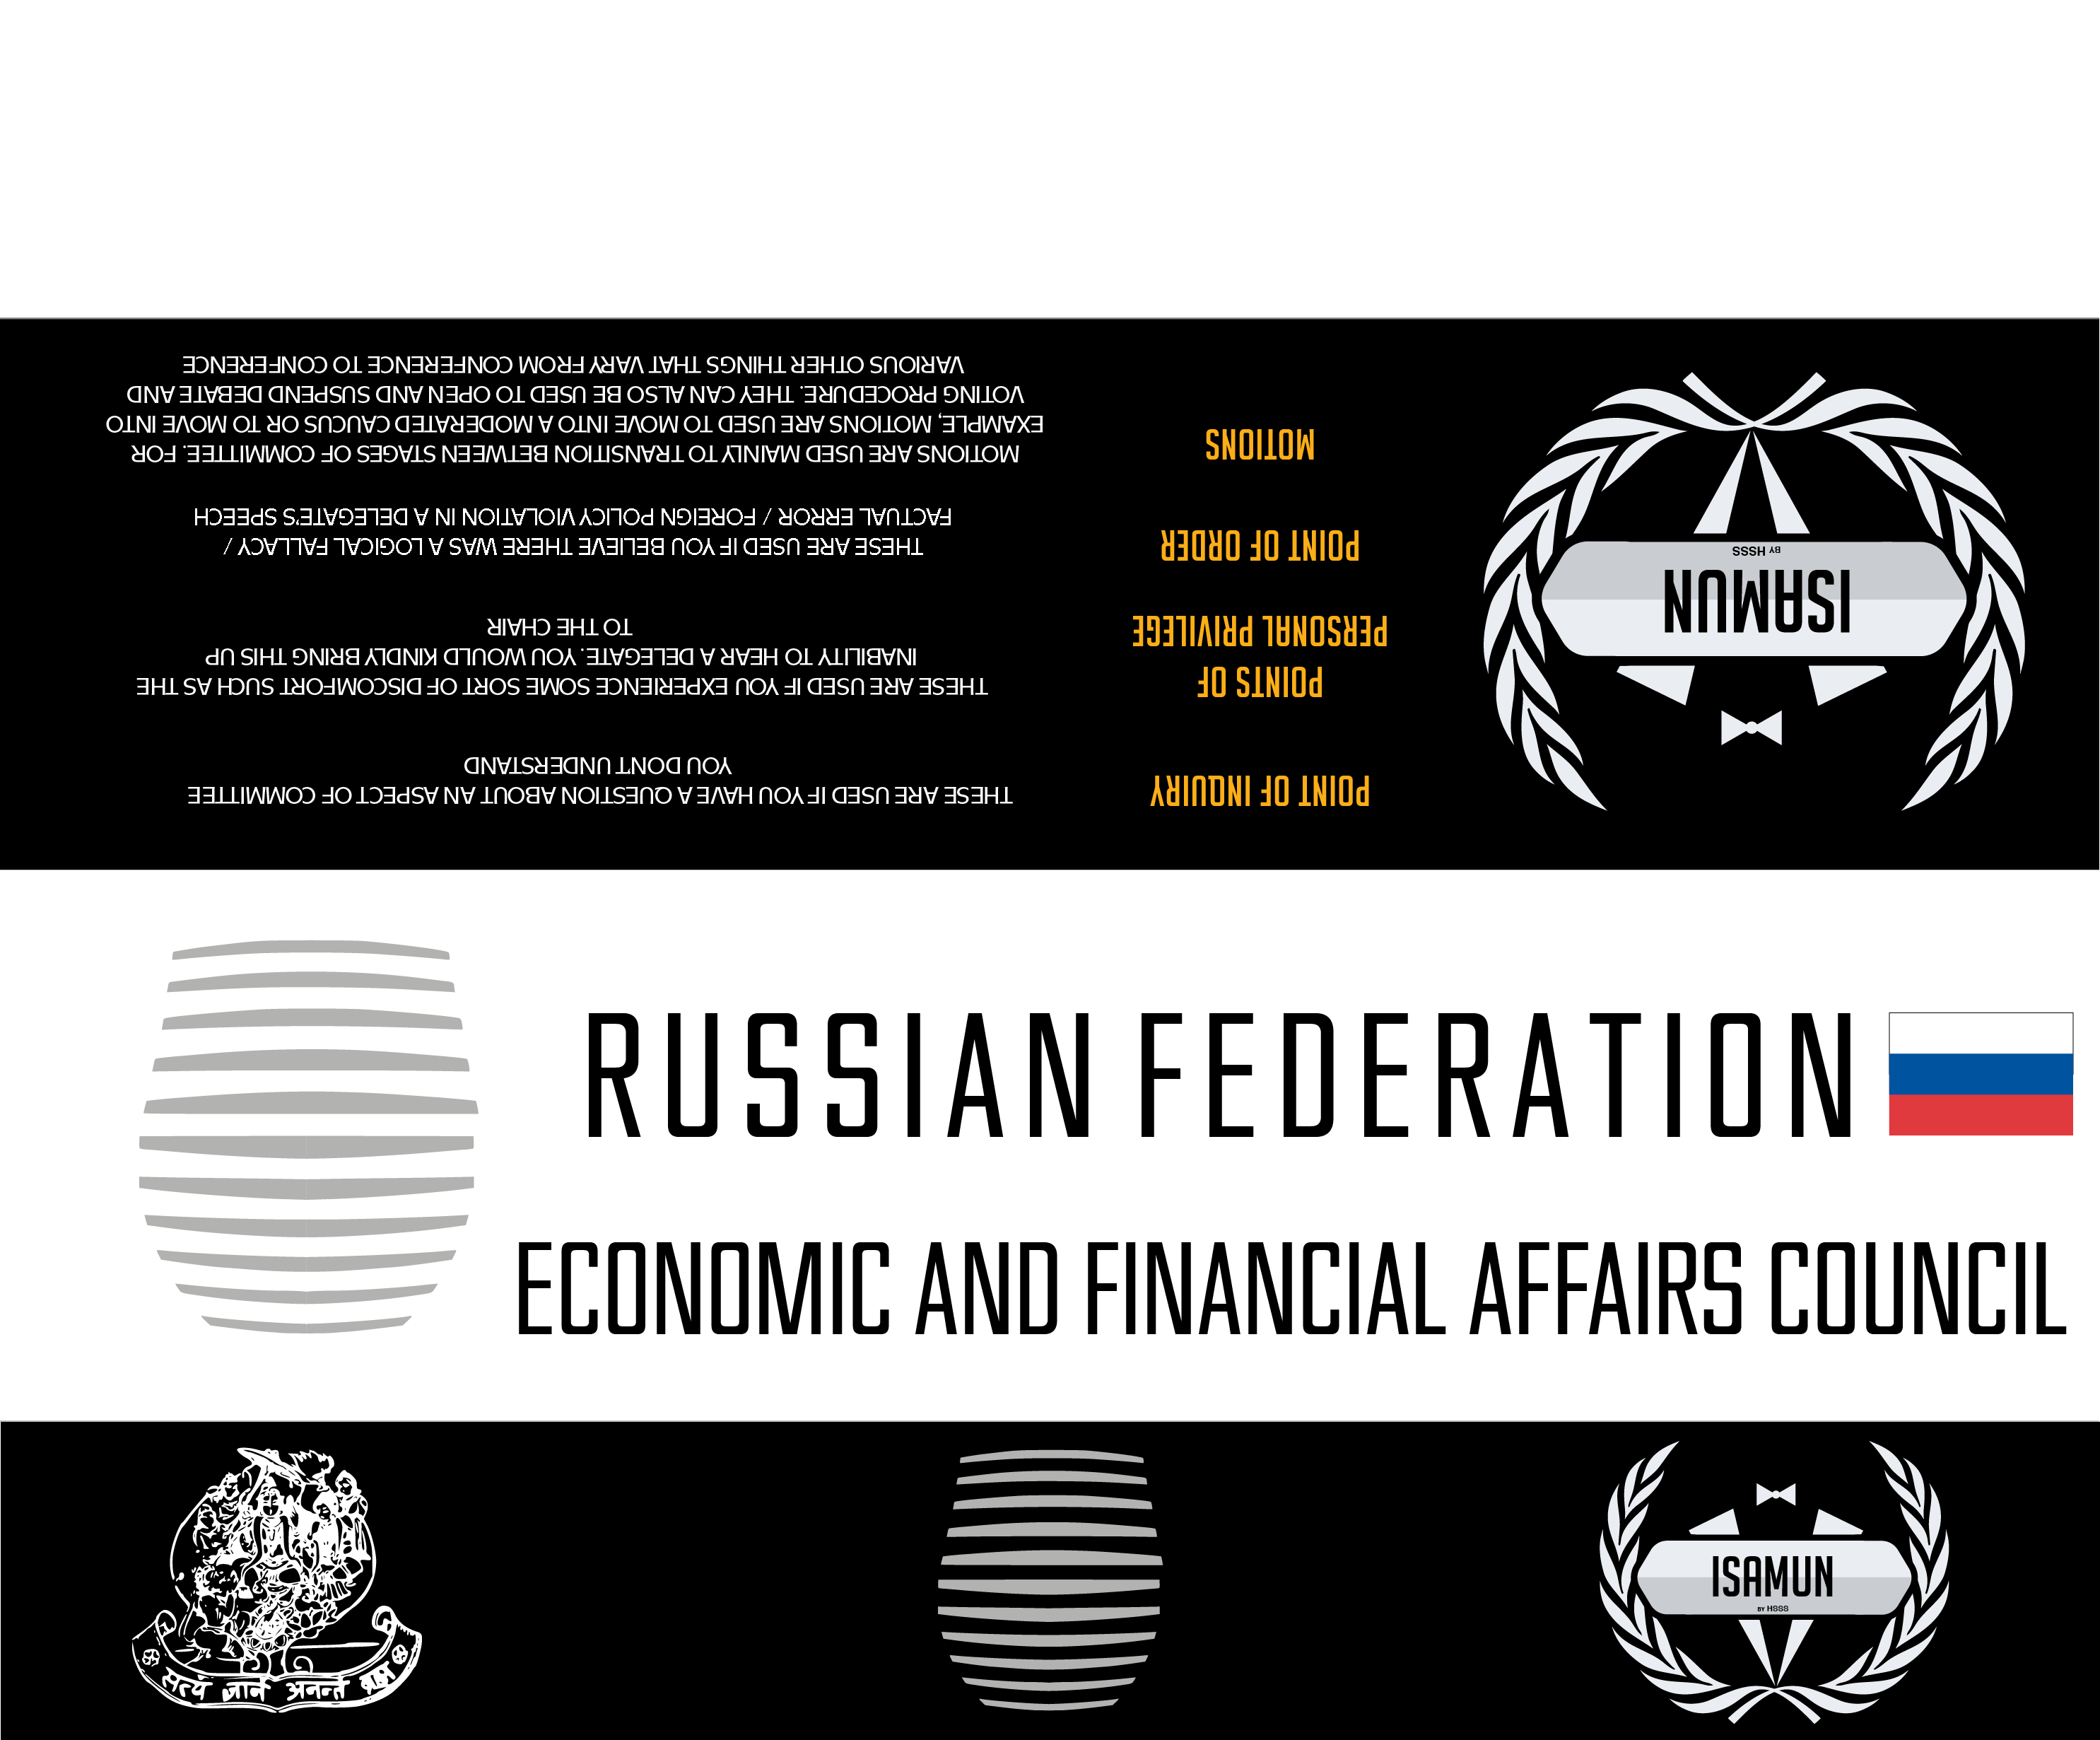 ISAMUN
BY HSSS
POINT OF INQUIRY
THESE ARE USED IF YOU HAVE A QUESTION ABOUT AN ASPECT OF COMMITTEE
YOU DON'T UNDERSTAND
POINTS OF
PERSONAL PRIVILEGE
THESE ARE USED IF YOU EXPERIENCE SOME SORT OF DISCOMFORT SUCH AS THE
INABILITY TO HEAR A DELEGATE. YOU WOULD KINDLY BRING THIS UP
TO THE CHAIR
POINT OF ORDER
THESE ARE USED IF YOU BELIEVE THERE WAS A LOGICAL FALLACY /
FACTUAL ERROR / FOREIGN POLICY VIOLATION IN A DELEGATE'S SPEECH
MOTIONS
MOTIONS ARE USED MAINLY TO TRANSITION BETWEEN STAGES OF COMMITTEE. FOR
EXAMPLE, MOTIONS ARE USED TO MOVE INTO A MODERATED CAUCUS OR TO MOVE INTO
VOTING PROCEDURE. THEY CAN ALSO BE USED TO OPEN AND SUSPEND DEBATE AND
VARIOUS OTHER THINGS THAT VARY FROM CONFERENCE TO CONFERENCE
RUSSIAN FEDERATION
ECONOMIC AND FINANCIAL AFFAIRS COUNCIL
सत्यं ज्ञानं अनन्तं ब्रह्म
ISAMUN
BY HSSS